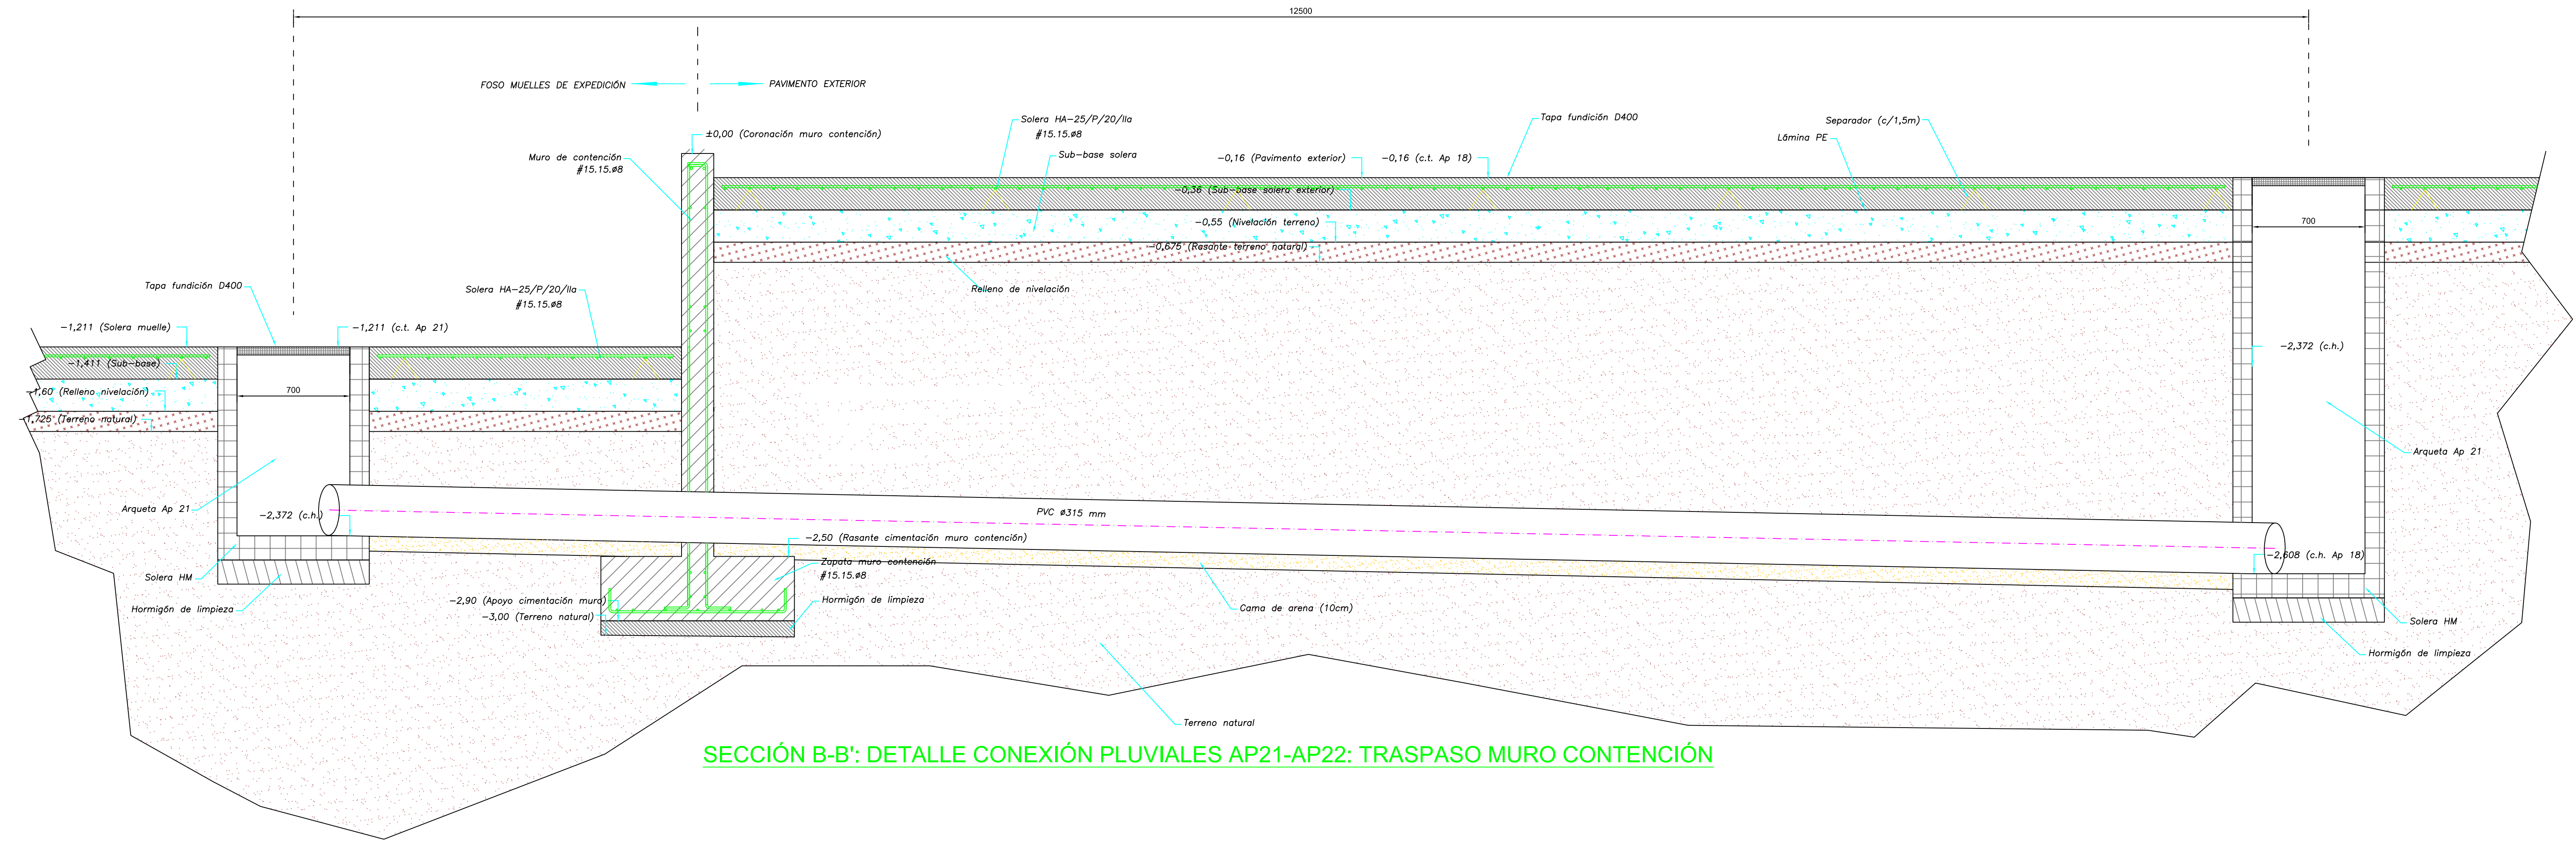 12500
FOSO MUELLES DE EXPEDICIÓN
PAVIMENTO EXTERIOR
±0,00 (Coronación muro contención)
Muro de contención
#15.15.ø8
Solera HA-25/P/20/IIa
#15.15.ø8
Sub-base solera
-0,16 (Pavimento exterior)
-0,16 (c.t. Ap 18)
Tapa fundición D400
Separador (c/1,5m)
Lámina PE
-0,36 (Sub-base solera exterior)
-0,55 (Nivelación terreno)
-0,675 (Rasante terreno natural)
Relleno de nivelación
700
-2,372 (c.h.)
Arqueta Ap 21
Tapa fundición D400
Solera HA-25/P/20/IIa
#15.15.ø8
-1,211 (Solera muelle)
-1,211 (c.t. Ap 21)
-1,411 (Sub-base)
-1,60 (Relleno nivelación)
-1,725 (Terreno natural)
700
Arqueta Ap 21
-2,372 (c.h.)
PVC ø315 mm
-2,50 (Rasante cimentación muro contención)
Zapata muro contención
#15.15.ø8
Hormigón de limpieza
Solera HM
Hormigón de limpieza
-2,90 (Apoyo cimentación muro)
-3,00 (Terreno natural)
Cama de arena (10cm)
-2,608 (c.h. Ap 18)
Solera HM
Hormigón de limpieza
Terreno natural
SECCIÓN B-B': DETALLE CONEXIÓN PLUVIALES AP21-AP22: TRASPASO MURO CONTENCIÓN